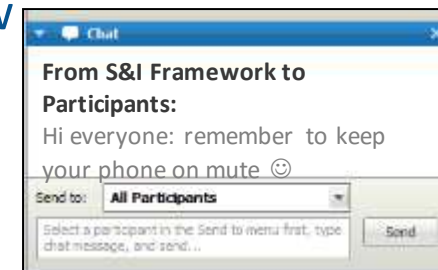 Chat
From S&I Framework to
Participants:
Hi everyone: remember to keep
your phone on mute ☺
Send to: All Participants
Select a participant in the Send to menu first, type
chat message, and send...
Send